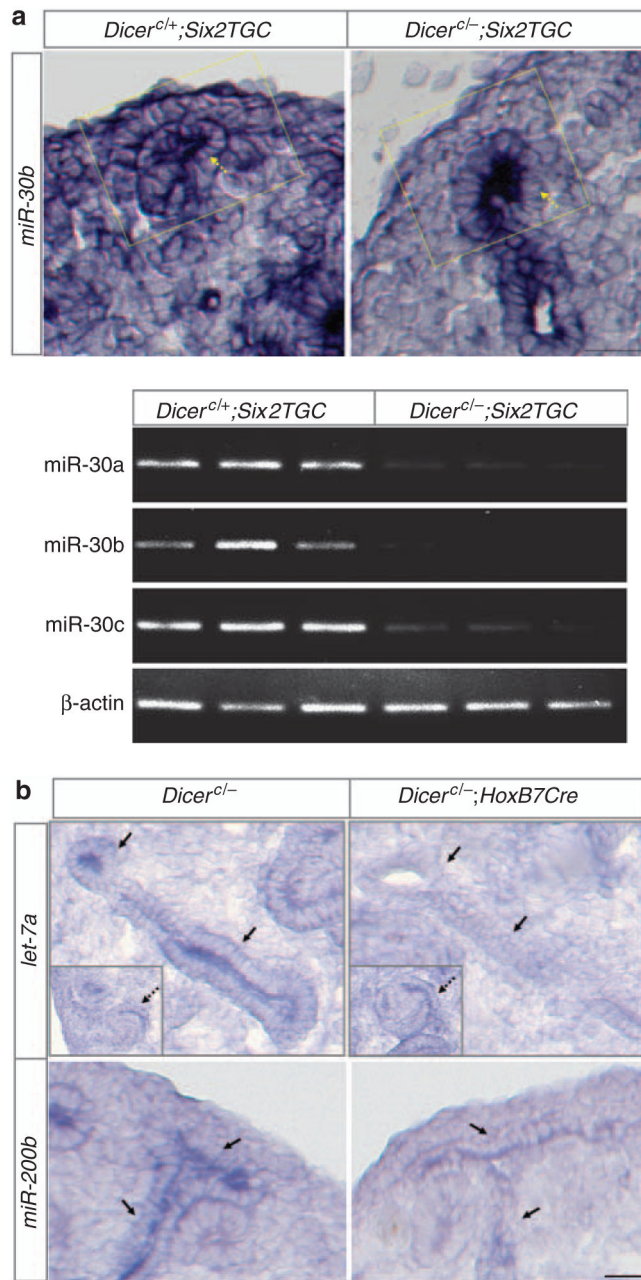 a
Dicer^c/+;Six2TGC Dicer^c/–;Six2TGC
miR-30b
Dicer^c/+;Six2TGC Dicer^c/–;Six2TGC
miR-30a
miR-30b
miR-30c
β-actin
b
Dicer^c/– Dicer^c/–;HoxB7Cre
let-7a
miR-200b